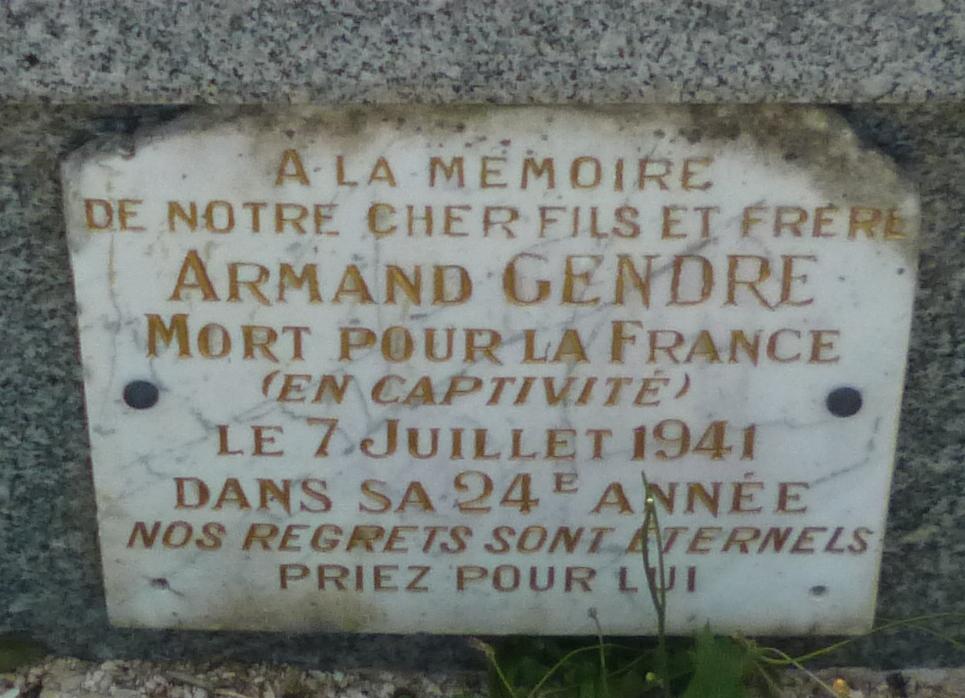 A LA MÉMOIRE
DE NOTRE CHER FILS ET FRÈRE
ARMAND GENDRE
MORT POUR LA FRANCE
(EN CAPTIVITÉ)
LE 7 JUILLET 1941
DANS SA 24E ANNÉE
NOS REGRETS SONT ÉTERNELS
PRIEZ POUR LUI